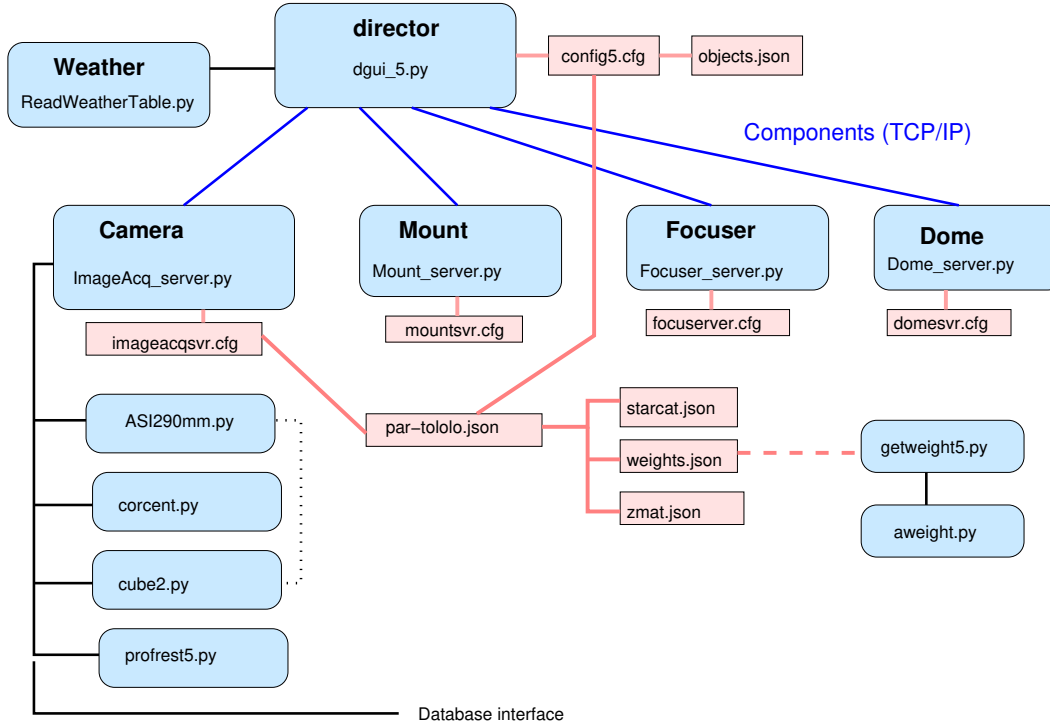 director
dgui_5.py
config5.cfg
objects.json
Weather
ReadWeatherTable.py
Components (TCP/IP)
Camera
ImageAcq_server.py
Mount
Mount_server.py
Focuser
Focuser_server.py
Dome
Dome_server.py
imageacqsvr.cfg
mountsvr.cfg
focuserver.cfg
domesvr.cfg
ASI290mm.py
par−tololo.json
starcat.json
weights.json
zmat.json
getweight5.py
aweight.py
corcent.py
cube2.py
profrest5.py
Database interface